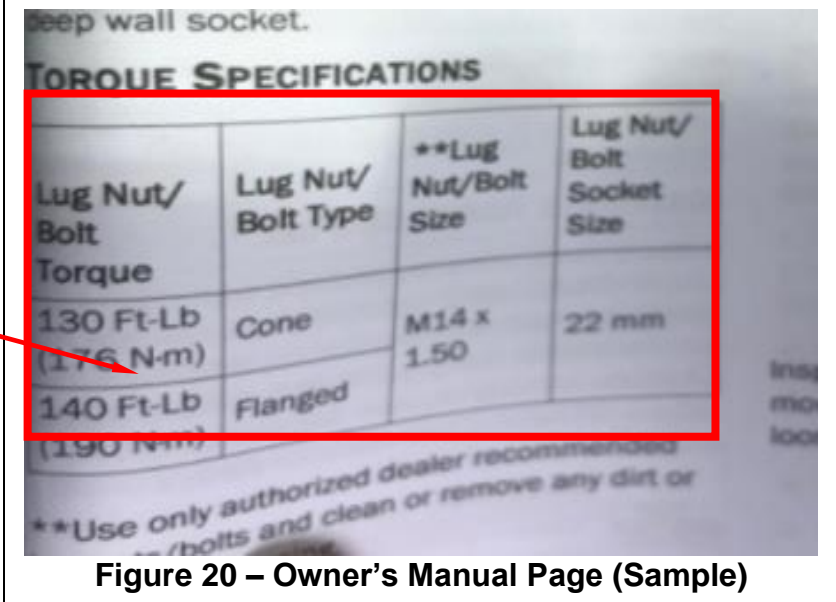 deep wall socket.
TORQUE SPECIFICATIONS
Lug Nut/
Bolt
Torque
Lug Nut/
Bolt Type
**Lug
Nut/Bolt
Size
Lug Nut/
Bolt
Socket
Size
130 Ft-Lb
(176 N·m)
Cone
M14 x
1.50
22 mm
140 Ft-Lb
(190 N·m)
Flanged
**Use only authorized dealer recommended
/bolts and clean or remove any dirt or
Figure 20 – Owner's Manual Page (Sample)